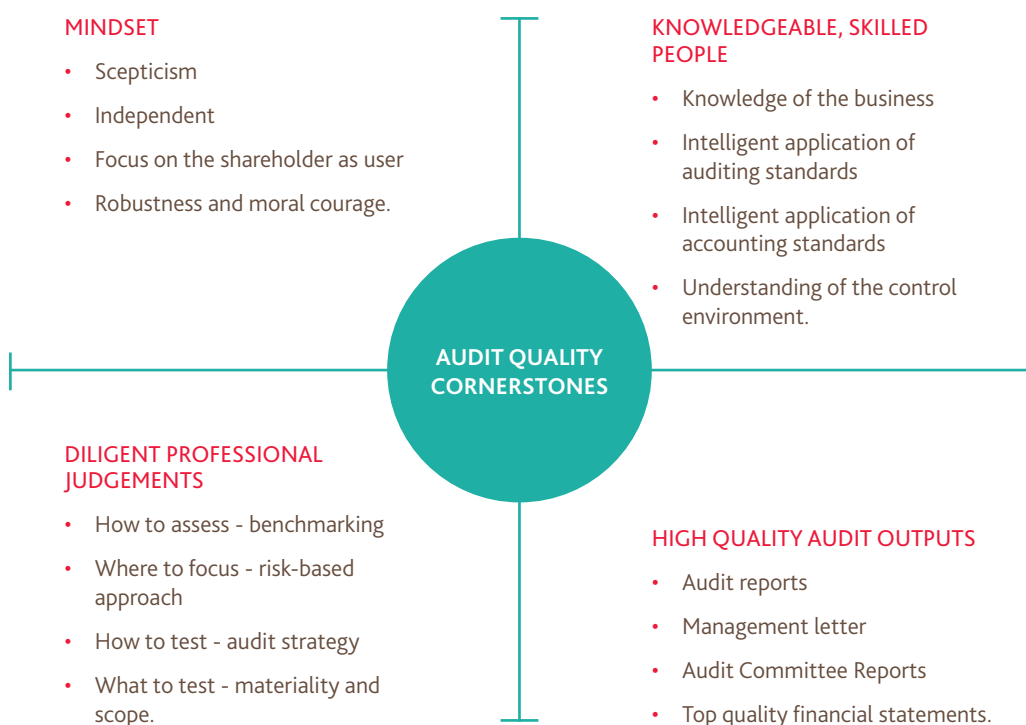 MINDSET
• Scepticism
• Independent
• Focus on the shareholder as user
• Robustness and moral courage.
KNOWLEDGEABLE, SKILLED
PEOPLE
• Knowledge of the business
• Intelligent application of
auditing standards
• Intelligent application of
accounting standards
• Understanding of the control
environment.
AUDIT QUALITY
CORNERSTONES
DILIGENT PROFESSIONAL
JUDGEMENTS
• How to assess - benchmarking
• Where to focus - risk-based
approach
• How to test - audit strategy
• What to test - materiality and
scope.
HIGH QUALITY AUDIT OUTPUTS
• Audit reports
• Management letter
• Audit Committee Reports
• Top quality financial statements.